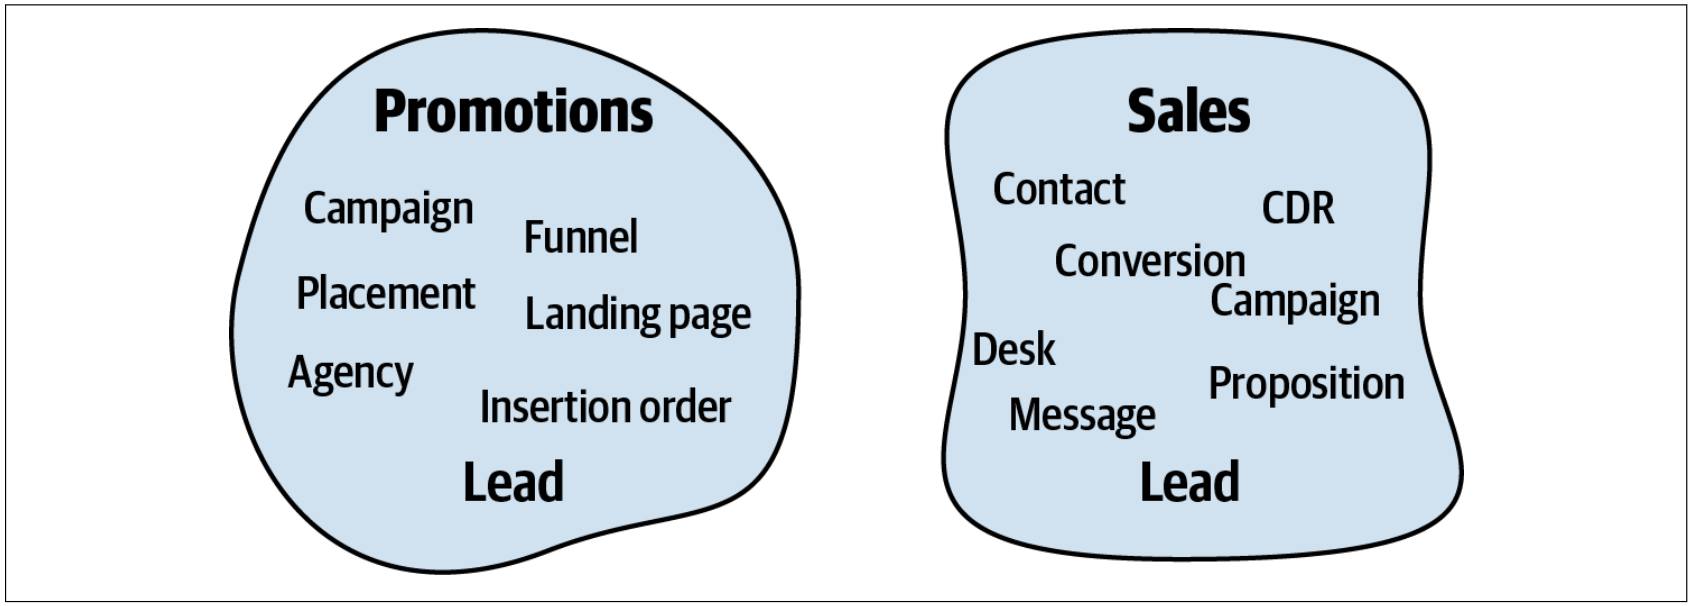 Promotions
Campaign
Funnel
Placement
Landing page
Agency
Insertion order
Lead
Sales
Contact
CDR
Conversion
Campaign
Desk
Proposition
Message
Lead